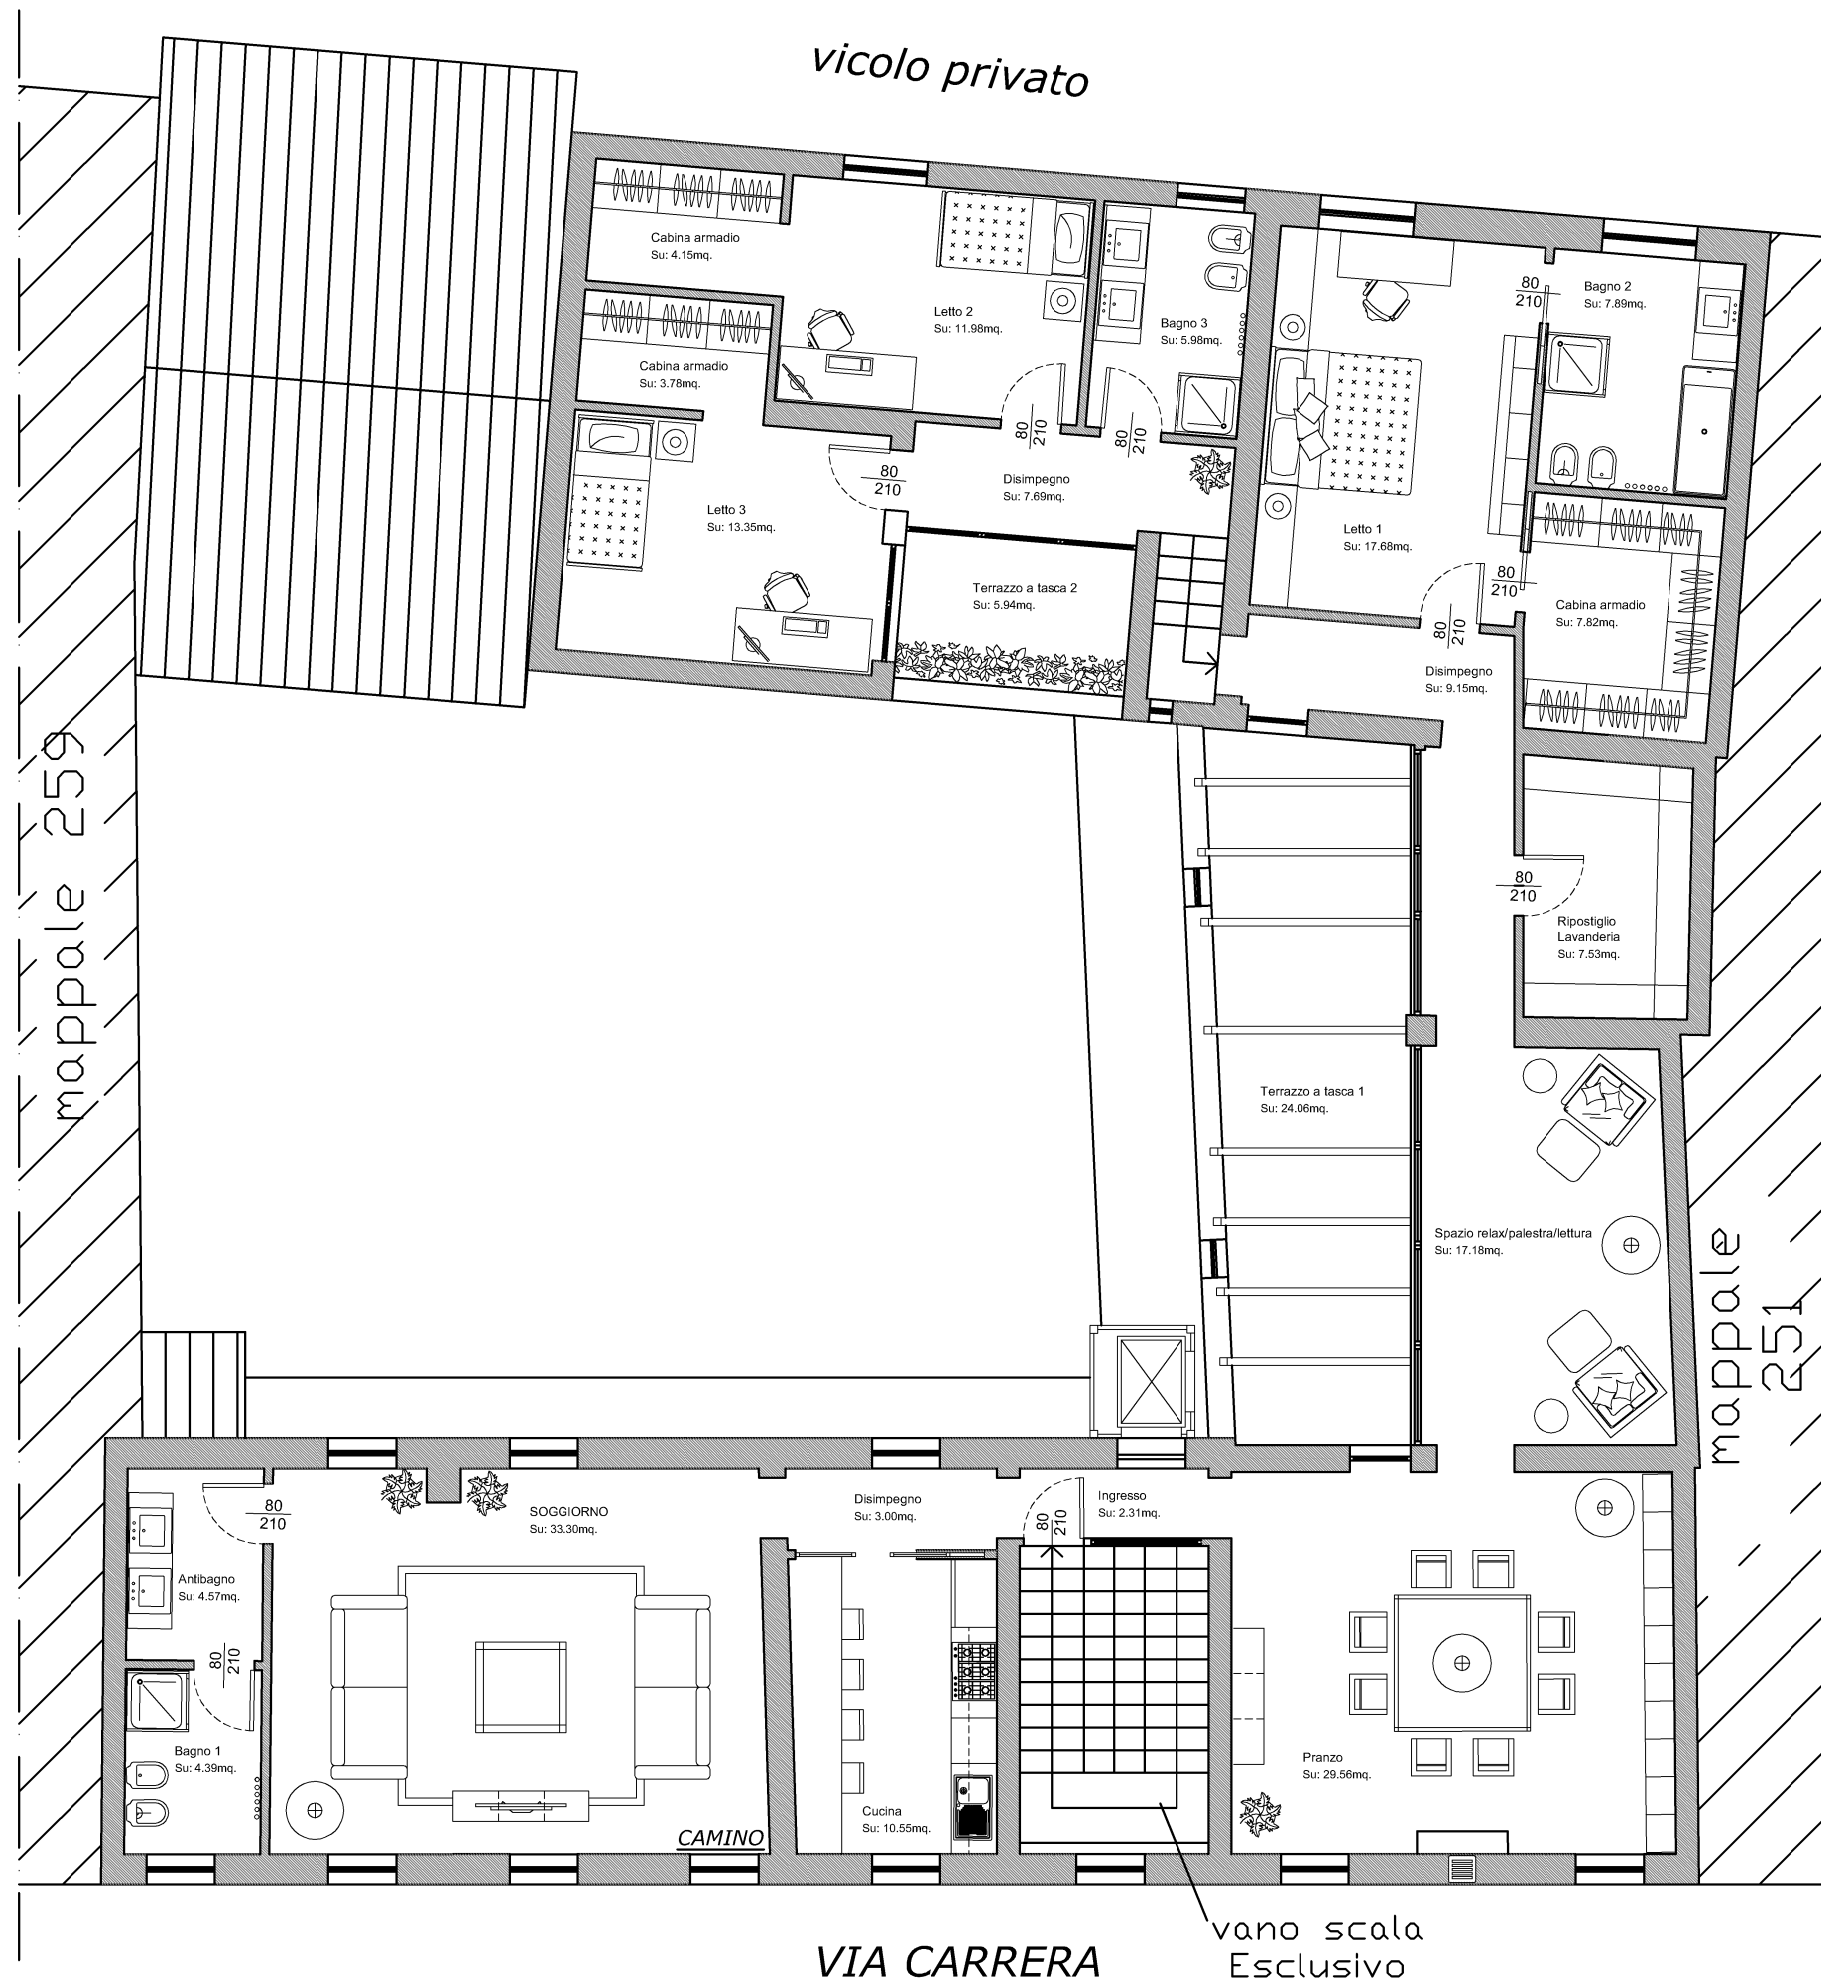 vicolo privato
Cabina armadio
Su: 4.15mq.
Cabina armadio
Su: 3.78mq.
Letto 2
Su: 11.98mq.
80
210
Bagno 3
Su: 5.98mq.
80
210
80
210
Bagno 2
Su: 7.89mq.
Letto 3
Su: 13.35mq.
80
210
Disimpegno
Su: 7.69mq.
Letto 1
Su: 17.68mq.
80
210
Terrazzo a tasca 2
Su: 5.94mq.
80
210
Cabina armadio
Su: 7.82mq.
Disimpegno
Su: 9.15mq.
mappale 259
80
210
Ripostiglio
Lavanderia
Su: 7.53mq.
Terrazzo a tasca 1
Su: 24.06mq.
Spazio relax/palestra/lettura
Su: 17.18mq.
mappale
251
80
210
SOGGIORNO
Su: 33.30mq.
Disimpegno
Su: 3.00mq.
80
210
Ingresso
Su: 2.31mq.
Antibagno
Su: 4.57mq.
80
210
Bagno 1
Su: 4.39mq.
CAMINO
Cucina
Su: 10.55mq.
Pranzo
Su: 29.56mq.
vano scala
Esclusivo
VIA CARRERA